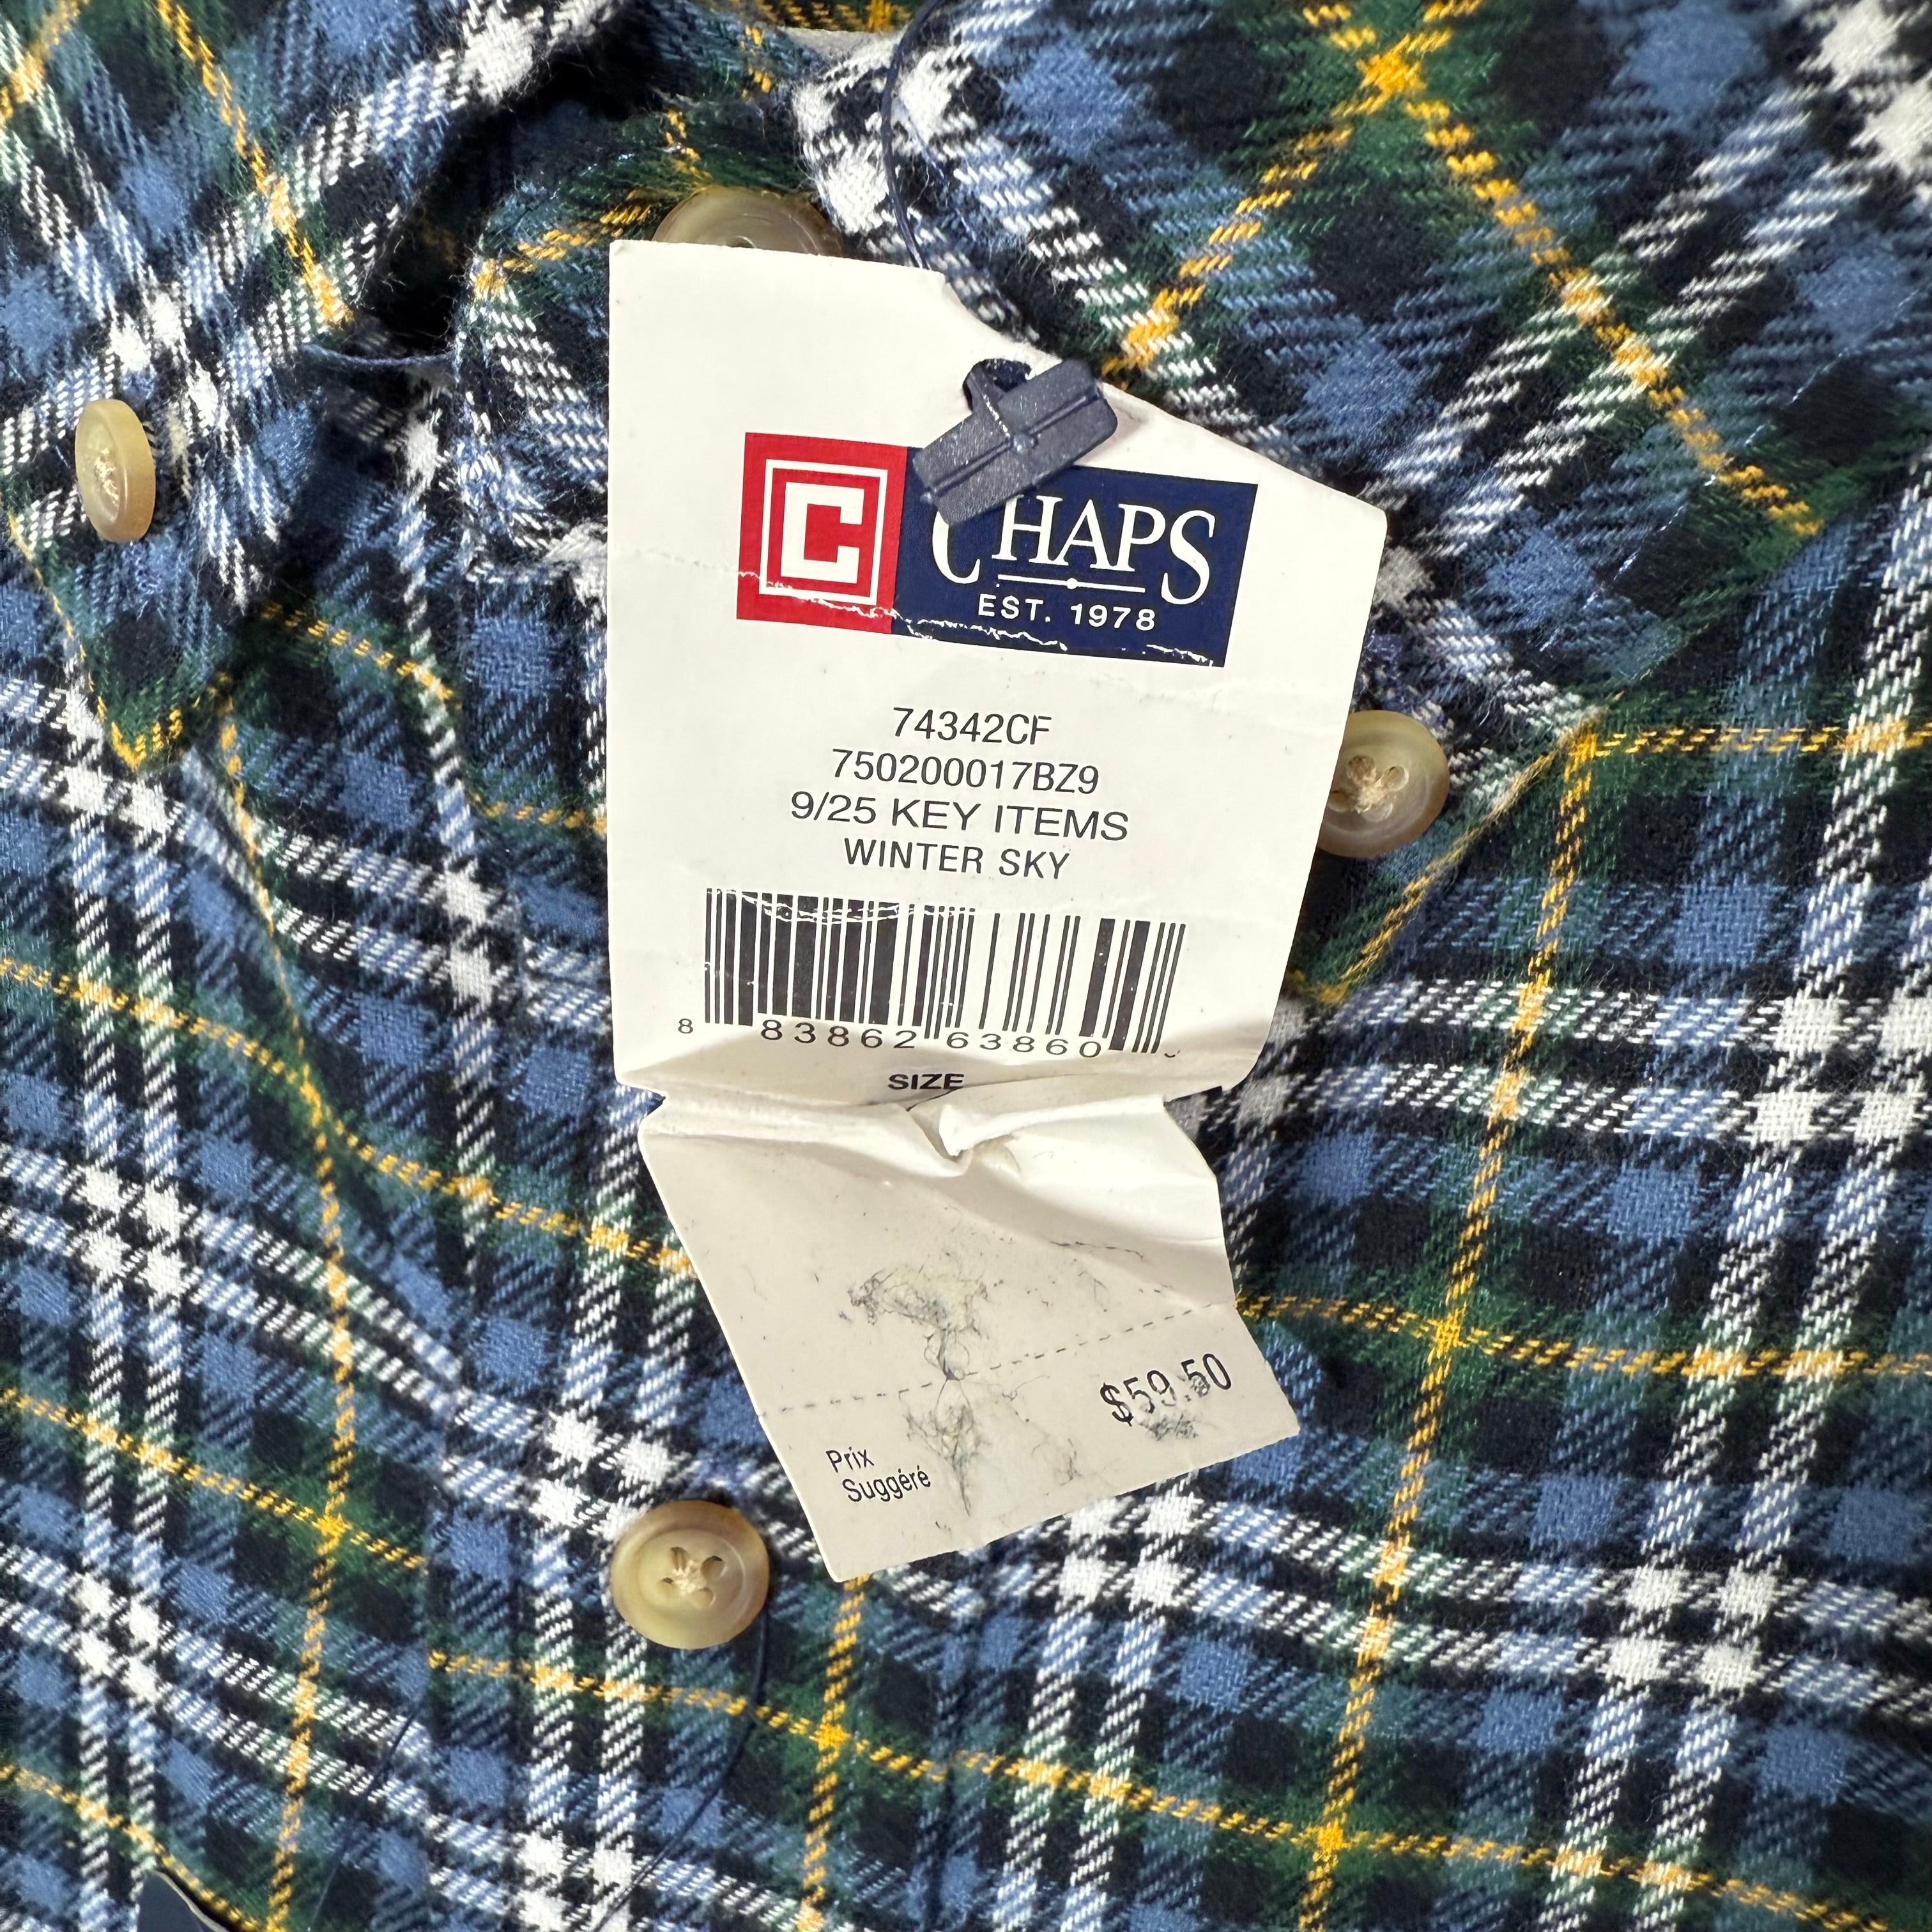 C CHAPS
EST. 1978
74342CF
750200017BZ9
9/25 KEY ITEMS
WINTER SKY
8 83862 63860
SIZE
$59.50
Prix
Suggéré